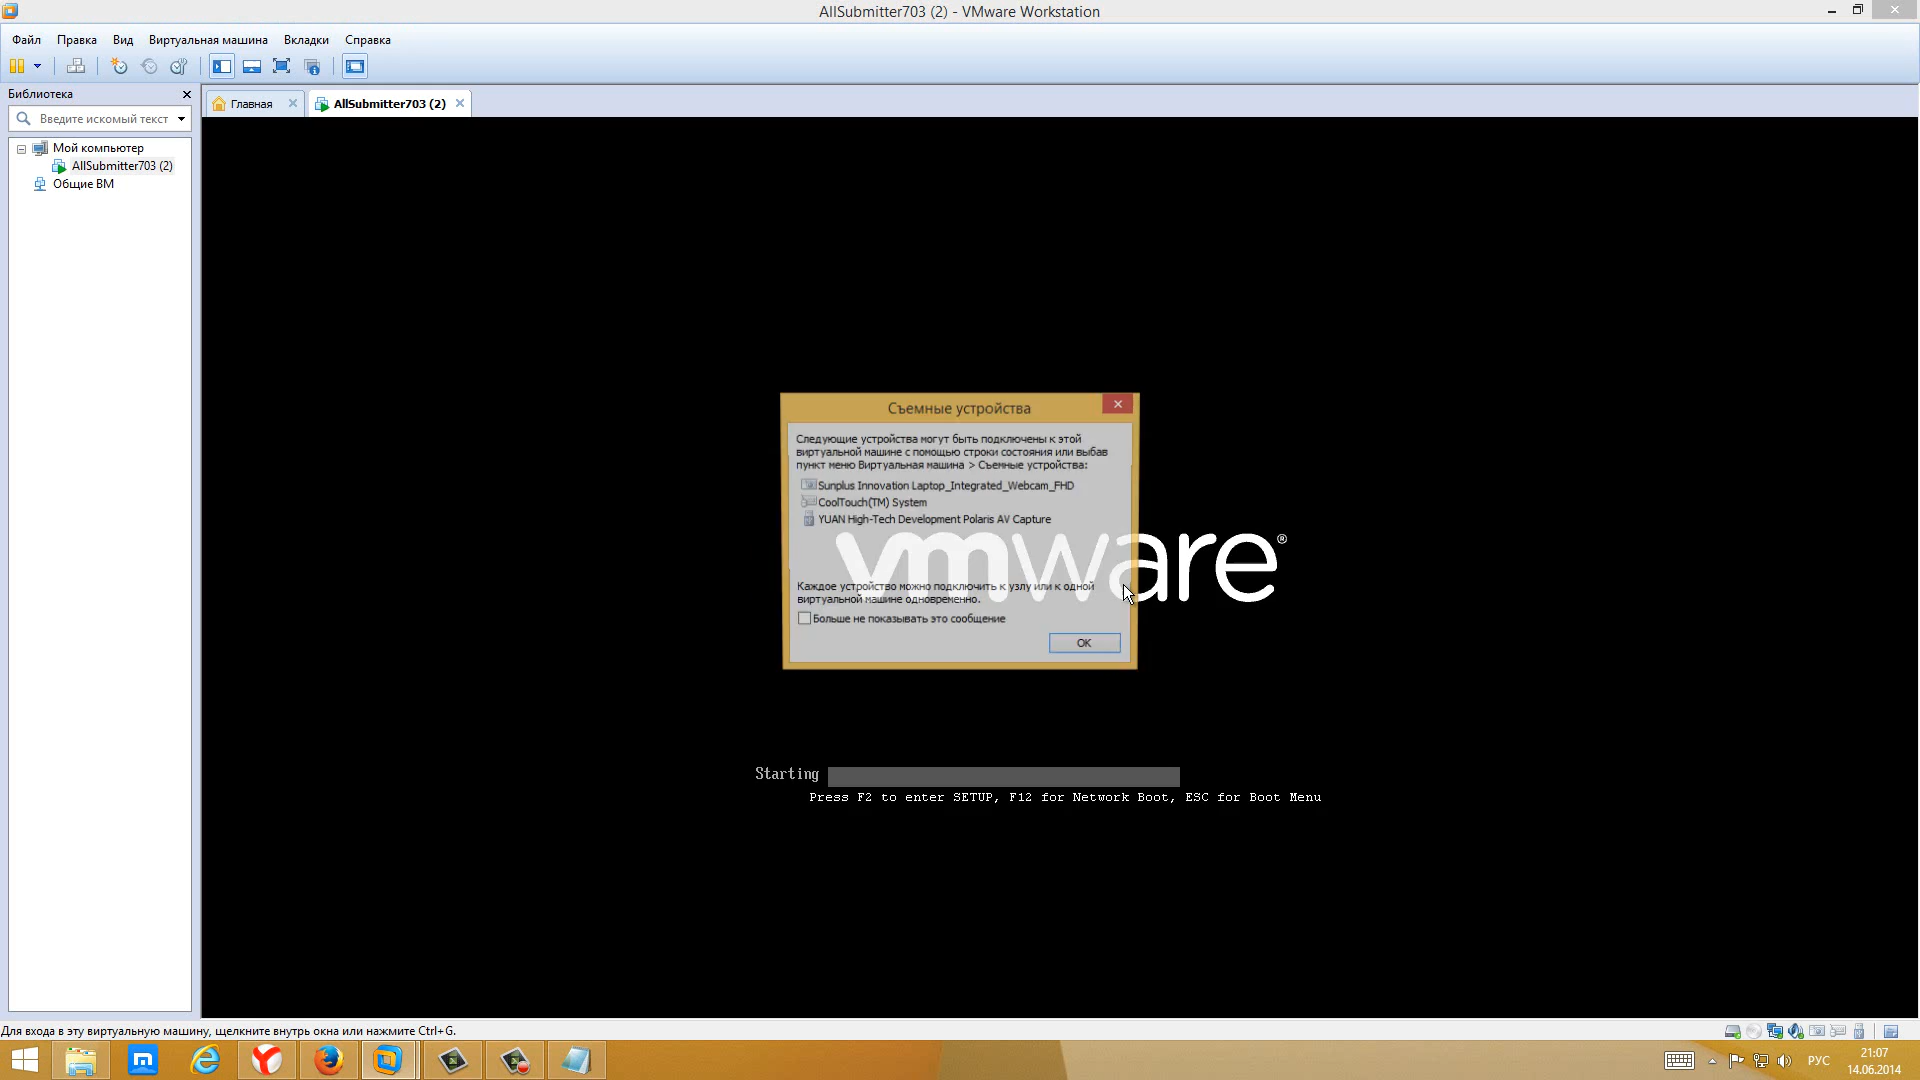 AllSubmitter703 (2) - VMware Workstation
Файл Правка Вид Виртуальная машина Вкладки Справка
Библиотека
Введите искомый текст
Мой компьютер
AllSubmitter703 (2)
Общие ВМ
Главная
AllSubmitter703 (2)
Съемные устройства
Следующие устройства могут быть подключены к этой
виртуальной машине с помощью строки состояния или выбав
пункт меню Виртуальная машина > Съемные устройства:
Sunplus Innovation Laptop_Integrated_Webcam_FHD
CoolTouch(TM) System
YUAN High-Tech Development Polaris AV Capture
vmware®
Каждое устройство можно подключить к узлу или к одной
виртуальной машине одновременно.
Больше не показывать это сообщение
OK
Starting
Press F2 to enter SETUP, F12 for Network Boot, ESC for Boot Menu
Для входа в эту виртуальную машину, щелкните внутрь окна или нажмите Ctrl+G.
РУС
21:07
14.06.2014